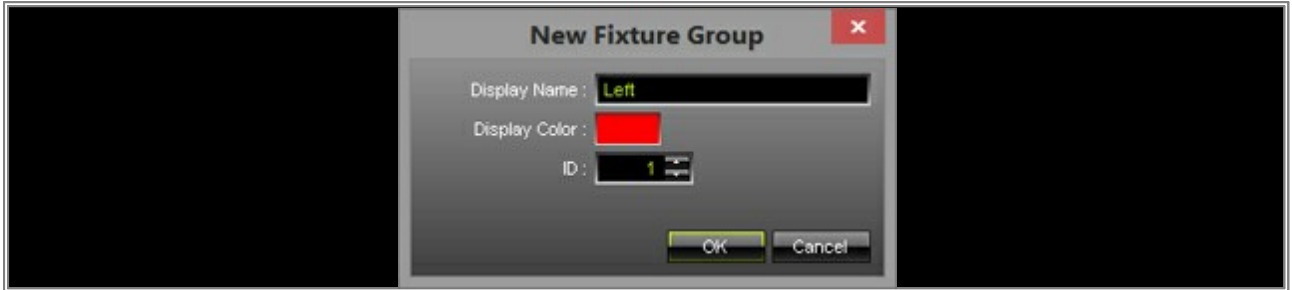 New Fixture Group
Display Name : Left
Display Color :
ID : 1
OK Cancel